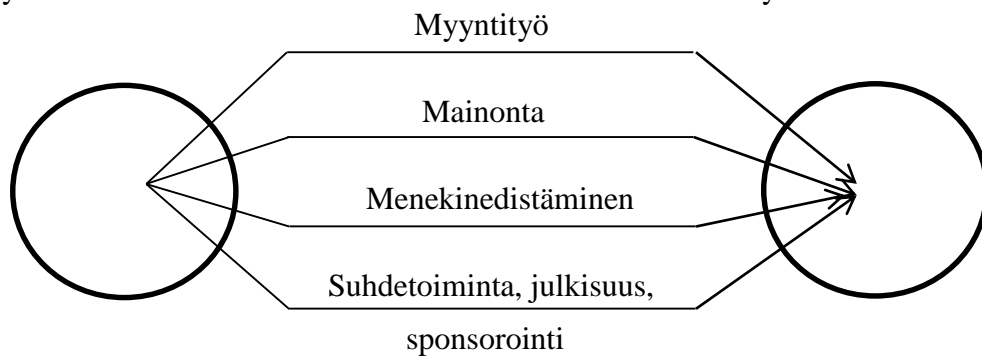 Myyntityö
Mainonta
Menekinedistäminen
Suhdetoiminta, julkisuus,
sponsorointi